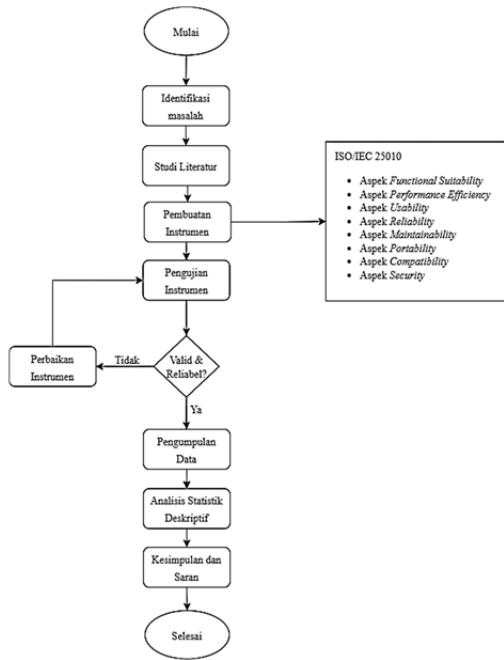 Mulai
Identifikasi
masalah
Studi Literatur
Pembuatan
Instrumen
ISO/IEC 25010
• Aspek Functional Suitability
• Aspek Performance Efficiency
• Aspek Usability
• Aspek Reliability
• Aspek Maintainability
• Aspek Portability
• Aspek Compatibility
• Aspek Security
Pengujian
Instrumen
Valid &
Reliabel?
Tidak
Perbaikan
Instrumen
Ya
Pengumpulan
Data
Analisis Statistik
Deskriptif
Kesimpulan dan
Saran
Selesai